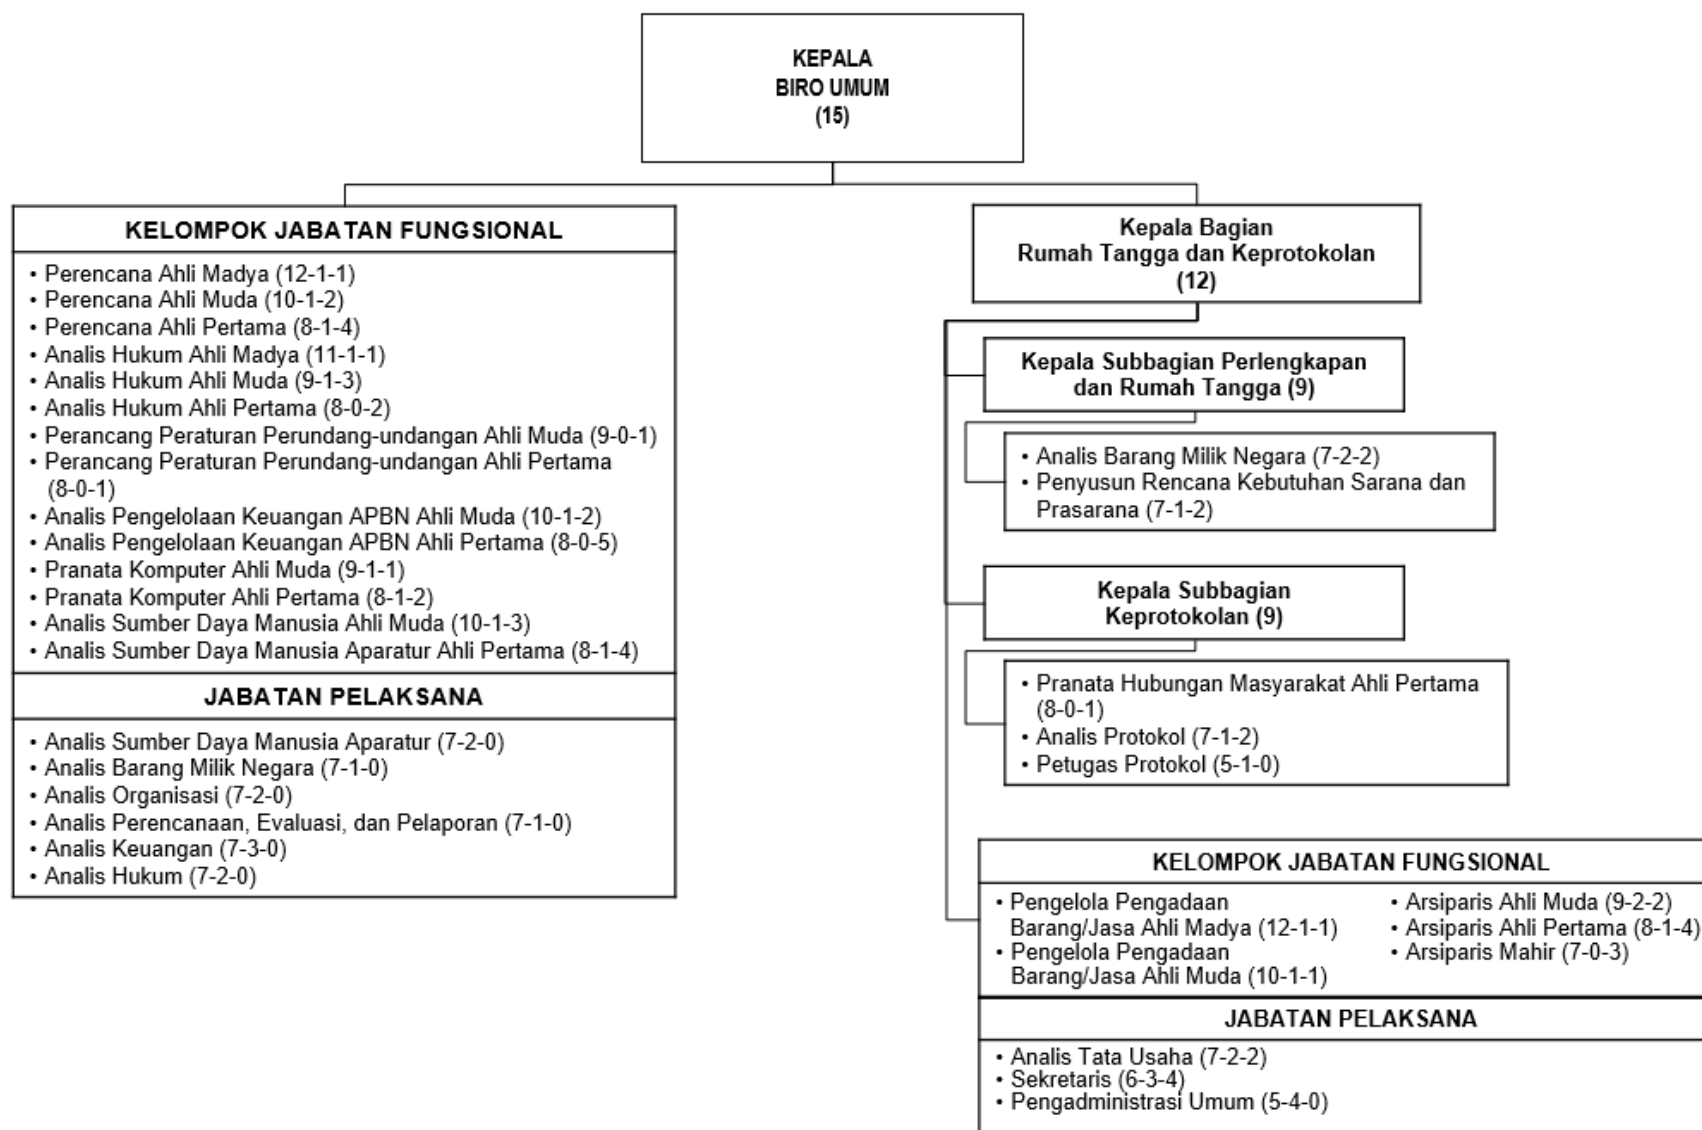 KEPALA
BIRO UMUM
(15)
KELOMPOK JABATAN FUNGSIONAL
• Perencana Ahli Madya (12-1-1)
• Perencana Ahli Muda (10-1-2)
• Perencana Ahli Pertama (8-1-4)
• Analis Hukum Ahli Madya (11-1-1)
• Analis Hukum Ahli Muda (9-1-3)
• Analis Hukum Ahli Pertama (8-0-2)
• Perancang Peraturan Perundang-undangan Ahli Muda (9-0-1)
• Perancang Peraturan Perundang-undangan Ahli Pertama
(8-0-1)
• Analis Pengelolaan Keuangan APBN Ahli Muda (10-1-2)
• Analis Pengelolaan Keuangan APBN Ahli Pertama (8-0-5)
• Pranata Komputer Ahli Muda (9-1-1)
• Pranata Komputer Ahli Pertama (8-1-2)
• Analis Sumber Daya Manusia Ahli Muda (10-1-3)
• Analis Sumber Daya Manusia Aparatur Ahli Pertama (8-1-4)
JABATAN PELAKSANA
• Analis Sumber Daya Manusia Aparatur (7-2-0)
• Analis Barang Milik Negara (7-1-0)
• Analis Organisasi (7-2-0)
• Analis Perencanaan, Evaluasi, dan Pelaporan (7-1-0)
• Analis Keuangan (7-3-0)
• Analis Hukum (7-2-0)
Kepala Bagian
Rumah Tangga dan Keprotokolan
(12)
Kepala Subbagian Perlengkapan
dan Rumah Tangga (9)
• Analis Barang Milik Negara (7-2-2)
• Penyusun Rencana Kebutuhan Sarana dan
Prasarana (7-1-2)
Kepala Subbagian
Keprotokolan (9)
• Pranata Hubungan Masyarakat Ahli Pertama
(8-0-1)
• Analis Protokol (7-1-2)
• Petugas Protokol (5-1-0)
KELOMPOK JABATAN FUNGSIONAL
• Pengelola Pengadaan
Barang/Jasa Ahli Madya (12-1-1)
• Pengelola Pengadaan
Barang/Jasa Ahli Muda (10-1-1)
• Arsiparis Ahli Muda (9-2-2)
• Arsiparis Ahli Pertama (8-1-4)
• Arsiparis Mahir (7-0-3)
JABATAN PELAKSANA
• Analis Tata Usaha (7-2-2)
• Sekretaris (6-3-4)
• Pengadministrasi Umum (5-4-0)